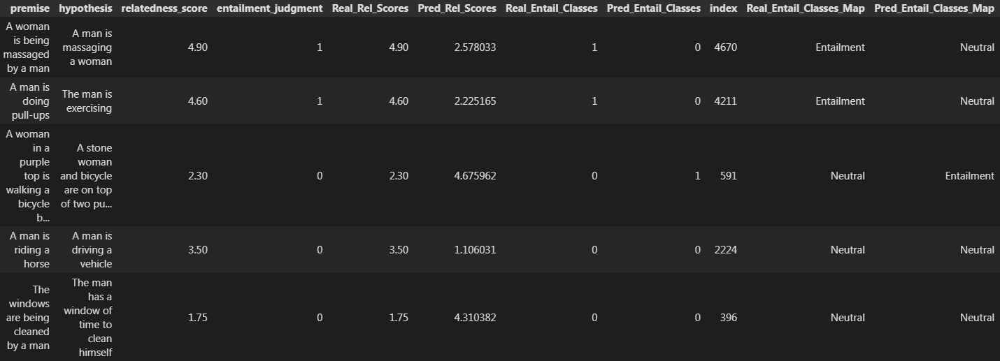 premise hypothesis relatedness_score entailment_judgment Real_Rel_Scores Pred_Rel_Scores Real_Entail_Classes Pred_Entail_Classes index Real_Entail_Classes_Map Pred_Entail_Classes_Map
A woman
is being
massaged
by a man
A man is
massaging
a woman
4.90 1 4.90 2.578033 1 0 4670 Entailment Neutral
A man is
doing
pull-ups
The man is
exercising
4.60 1 4.60 2.225165 1 0 4211 Entailment Neutral
A woman
in a
purple
top is
walking a
bicycle
b...
A stone
woman
and bicycle
are on top
of two pu...
2.30 0 2.30 4.675962 0 1 591 Neutral Entailment
A man is
riding a
horse
A man is
driving a
vehicle
3.50 0 3.50 1.106031 0 0 2224 Neutral Neutral
The
windows
are being
cleaned
by a man
The man
has a
window of
time to
clean
himself
1.75 0 1.75 4.310382 0 0 396 Neutral Neutral